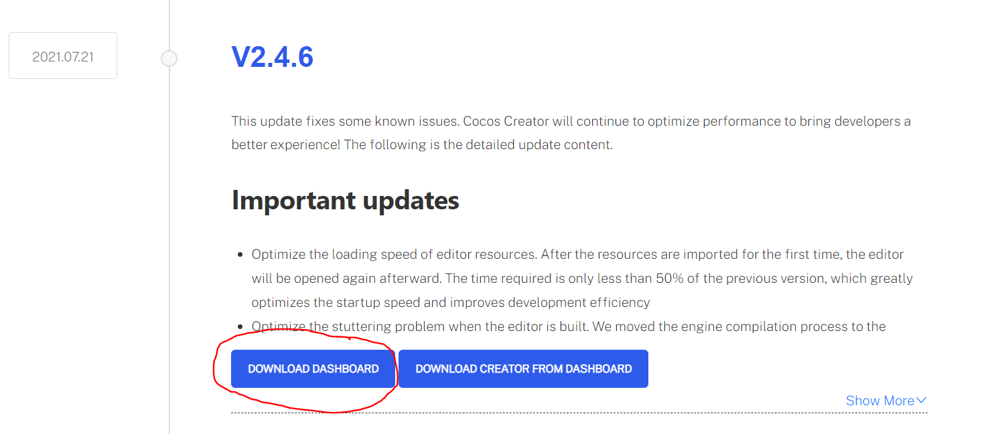 2021.07.21
V2.4.6
This update fixes some known issues. Cocos Creator will continue to optimize performance to bring developers a
better experience! The following is the detailed update content.
Important updates
Optimize the loading speed of editor resources. After the resources are imported for the first time, the editor
will be opened again afterward. The time required is only less than 50% of the previous version, which greatly
optimizes the startup speed and improves development efficiency
Optimize the stuttering problem when the editor is built. We moved the engine compilation process to the
DOWNLOAD DASHBOARD DOWNLOAD CREATOR FROM DASHBOARD
Show More